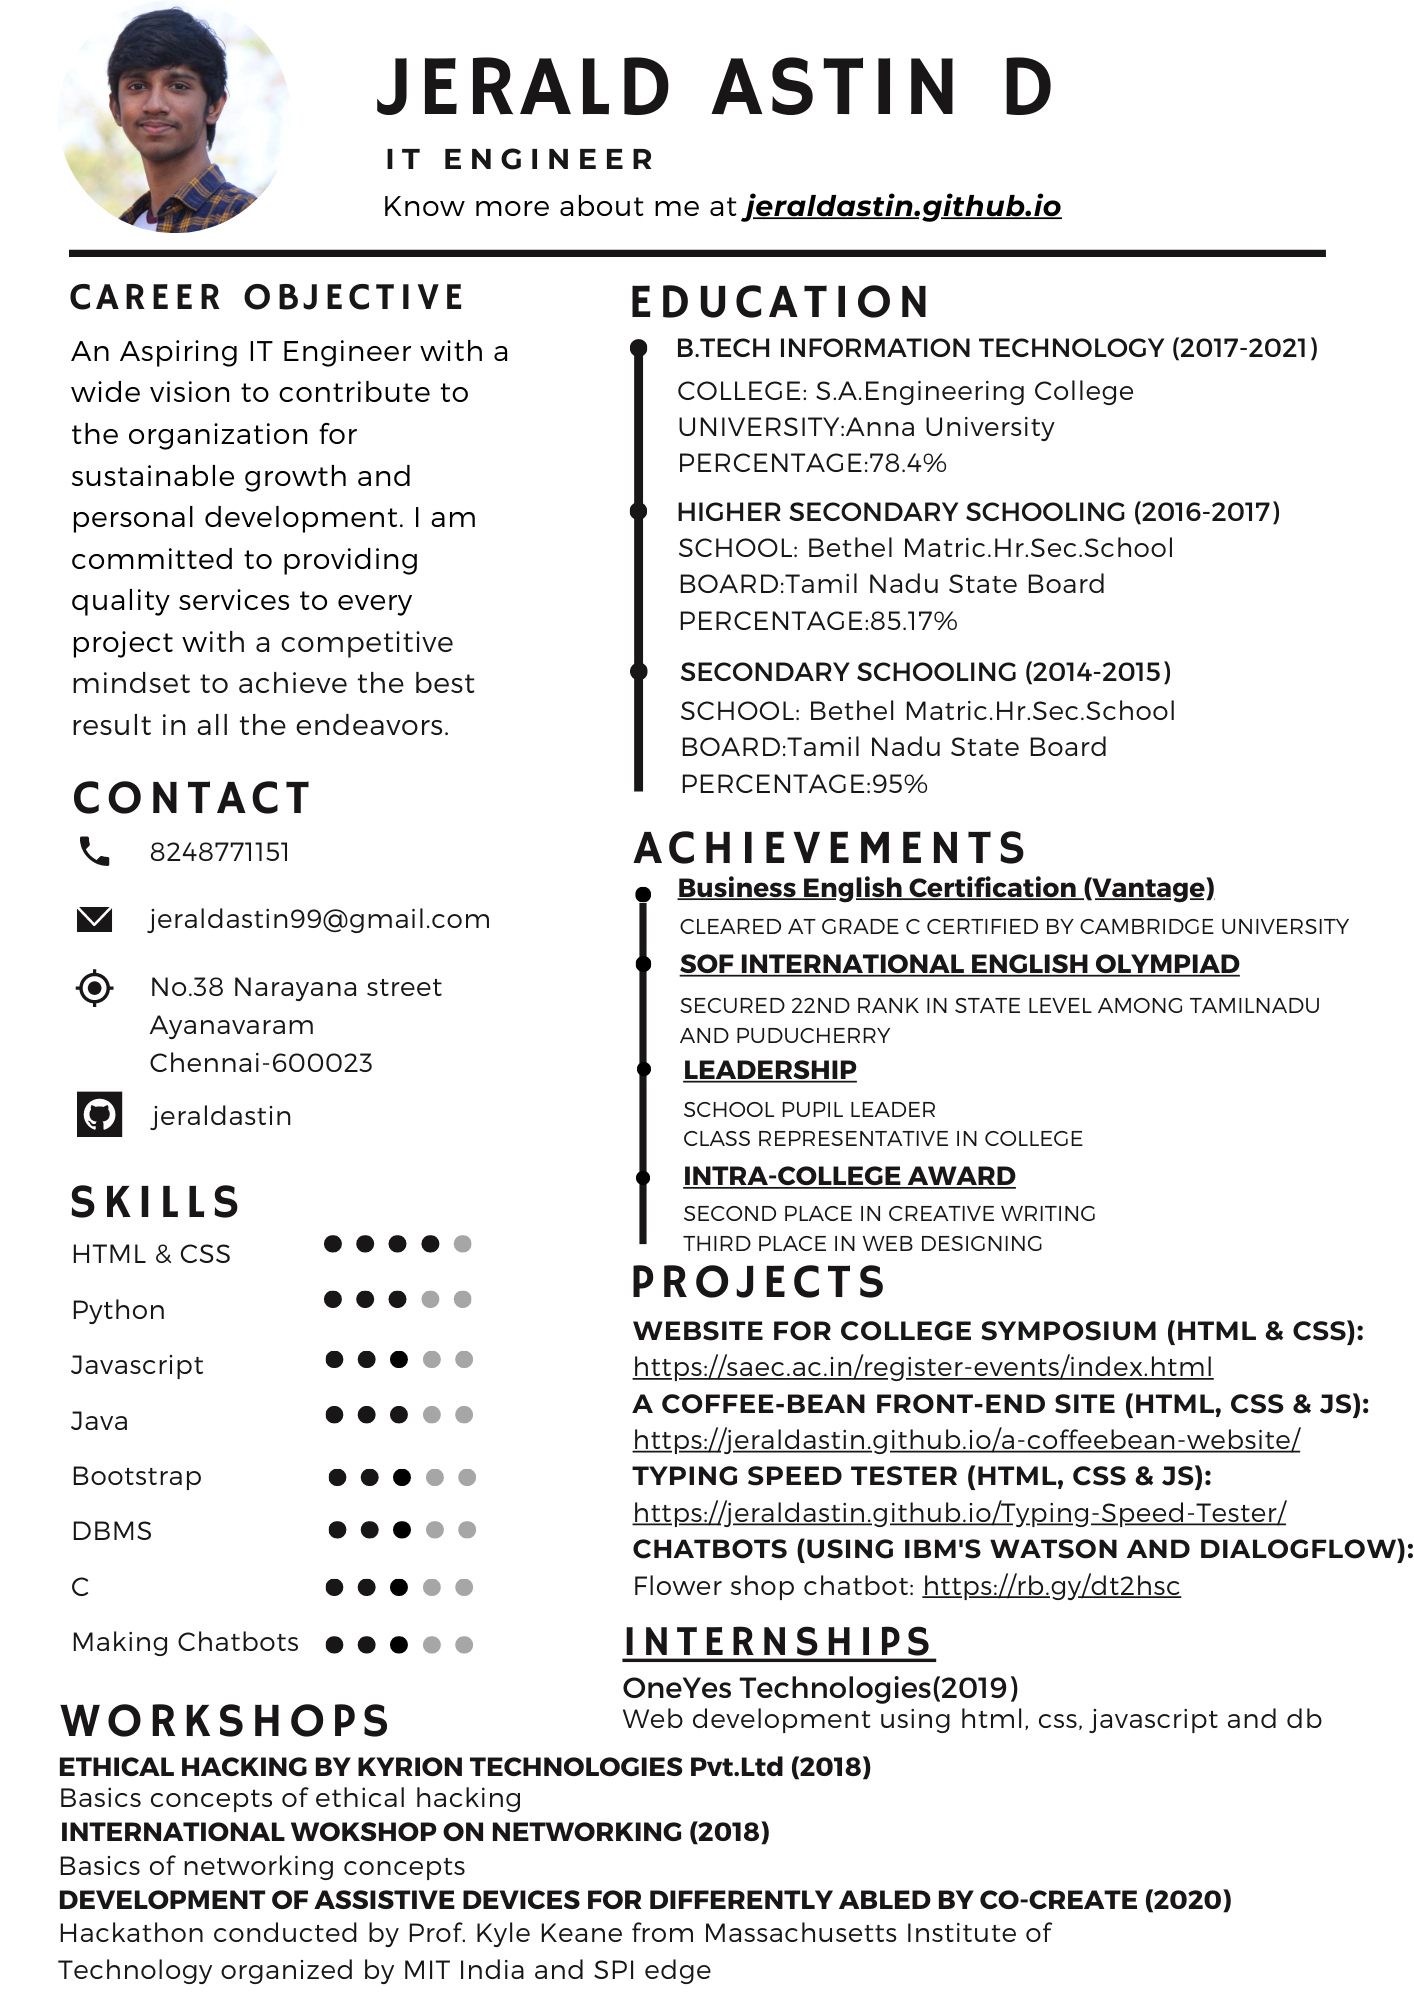 JERALD ASTIN D
IT ENGINEER
Know more about me at jeraldastin.github.io
CAREER OBJECTIVE
An Aspiring IT Engineer with a
wide vision to contribute to
the organization for
sustainable growth and
personal development. I am
committed to providing
quality services to every
project with a competitive
mindset to achieve the best
result in all the endeavors.
CONTACT
8248771151
jeraldastin99@gmail.com
No.38 Narayana street
Ayanavaram
Chennai-600023
jeraldastin
SKILLS
HTML & CSS
Python
Javascript
Java
Bootstrap
DBMS
C
Making Chatbots
EDUCATION
B.TECH INFORMATION TECHNOLOGY (2017-2021)
COLLEGE: S.A.Engineering College
UNIVERSITY:Anna University
PERCENTAGE:78.4%
HIGHER SECONDARY SCHOOLING (2016-2017)
SCHOOL: Bethel Matric.Hr.Sec.School
BOARD:Tamil Nadu State Board
PERCENTAGE:85.17%
SECONDARY SCHOOLING (2014-2015)
SCHOOL: Bethel Matric.Hr.Sec.School
BOARD:Tamil Nadu State Board
PERCENTAGE:95%
ACHIEVEMENTS
Business English Certification (Vantage)
CLEARED AT GRADE C CERTIFIED BY CAMBRIDGE UNIVERSITY
SOF INTERNATIONAL ENGLISH OLYMPIAD
SECURED 22ND RANK IN STATE LEVEL AMONG TAMILNADU
AND PUDUCHERRY
LEADERSHIP
SCHOOL PUPIL LEADER
CLASS REPRESENTATIVE IN COLLEGE
INTRA-COLLEGE AWARD
SECOND PLACE IN CREATIVE WRITING
THIRD PLACE IN WEB DESIGNING
PROJECTS
WEBSITE FOR COLLEGE SYMPOSIUM (HTML & CSS):
https://saec.ac.in/register-events/index.html
A COFFEE-BEAN FRONT-END SITE (HTML, CSS & JS):
https://jeraldastin.github.io/a-coffeebean-website/
TYPING SPEED TESTER (HTML, CSS & JS):
https://jeraldastin.github.io/Typing-Speed-Tester/
CHATBOTS (USING IBM'S WATSON AND DIALOGFLOW):
Flower shop chatbot: https://rb.gy/dt2hsc
INTERNSHIPS
OneYes Technologies(2019)
Web development using html, css, javascript and db
WORKSHOPS
ETHICAL HACKING BY KYRION TECHNOLOGIES Pvt.Ltd (2018)
Basics concepts of ethical hacking
INTERNATIONAL WOKSHOP ON NETWORKING (2018)
Basics of networking concepts
DEVELOPMENT OF ASSISTIVE DEVICES FOR DIFFERENTLY ABLED BY CO-CREATE (2020)
Hackathon conducted by Prof. Kyle Keane from Massachusetts Institute of
Technology organized by MIT India and SPI edge